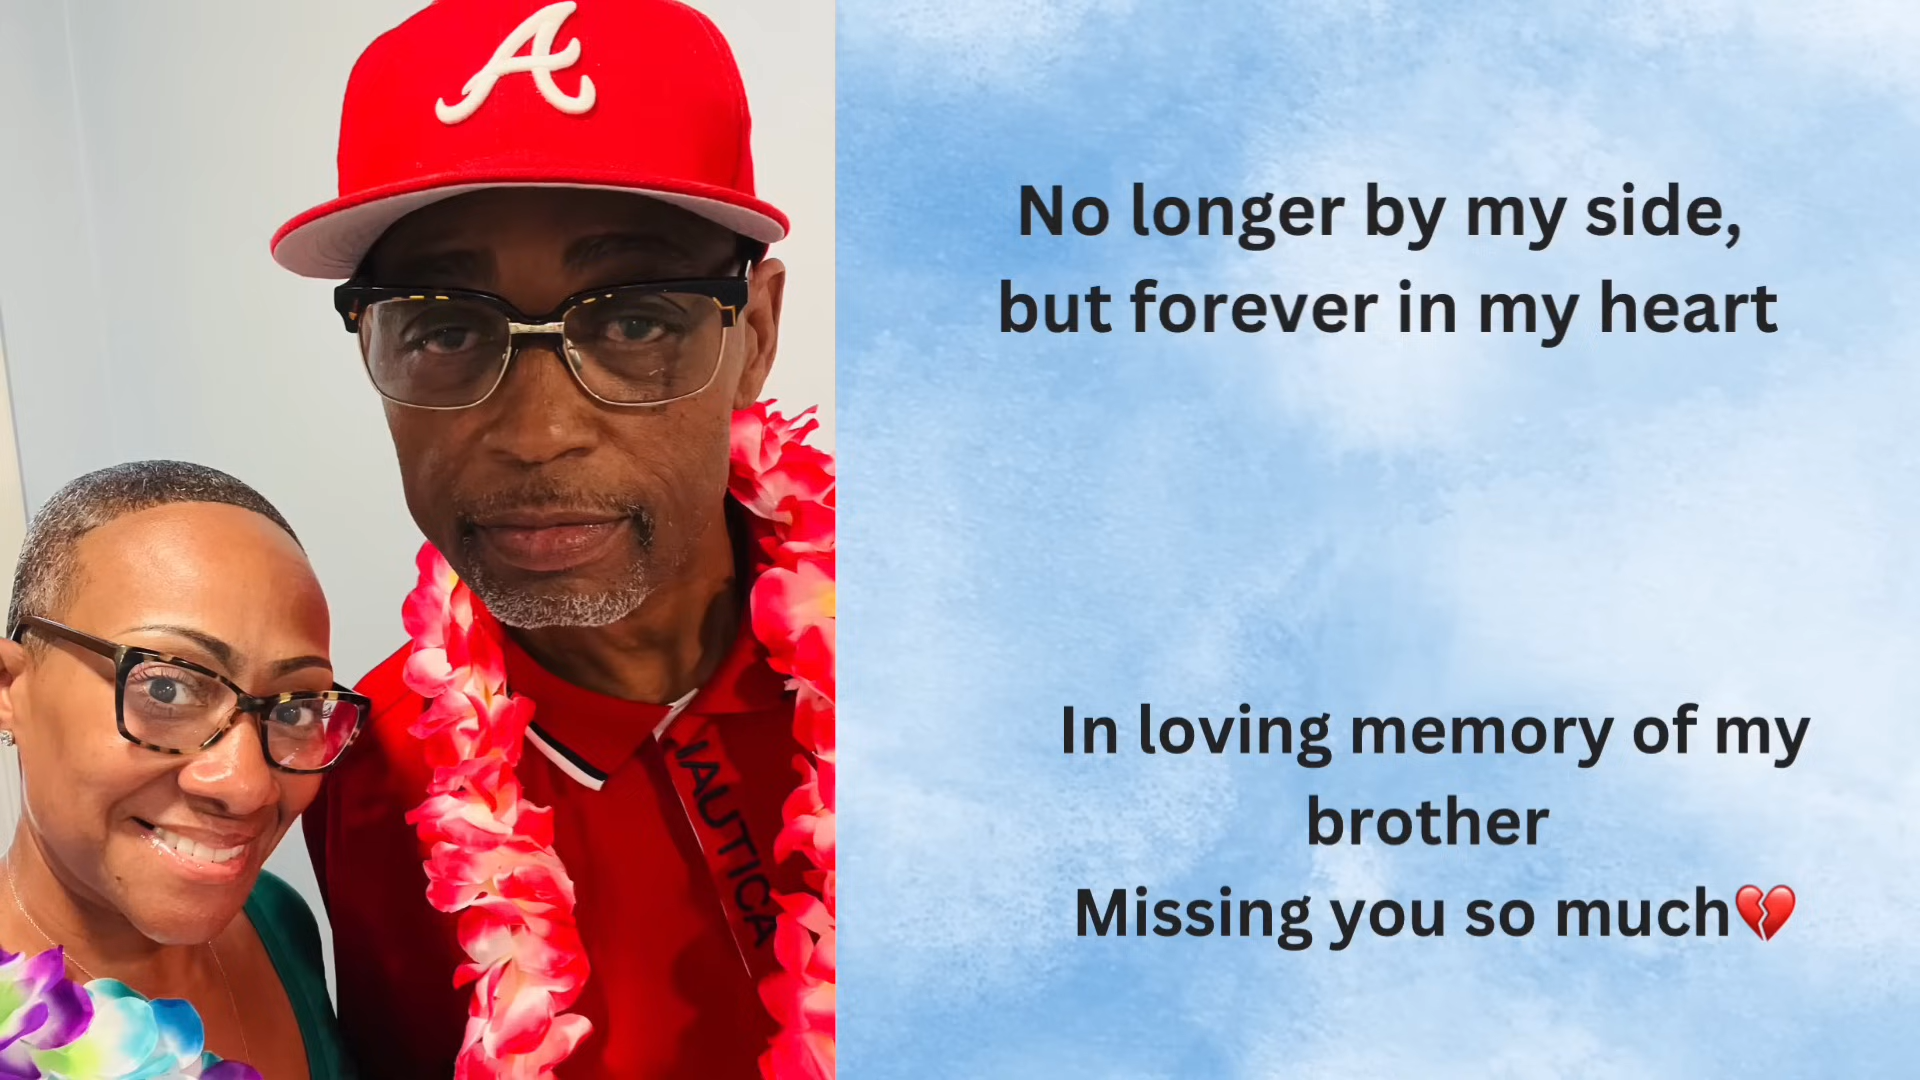 A
NAUTICA
No longer by my side,
but forever in my heart
In loving memory of my
brother
Missing you so much💔